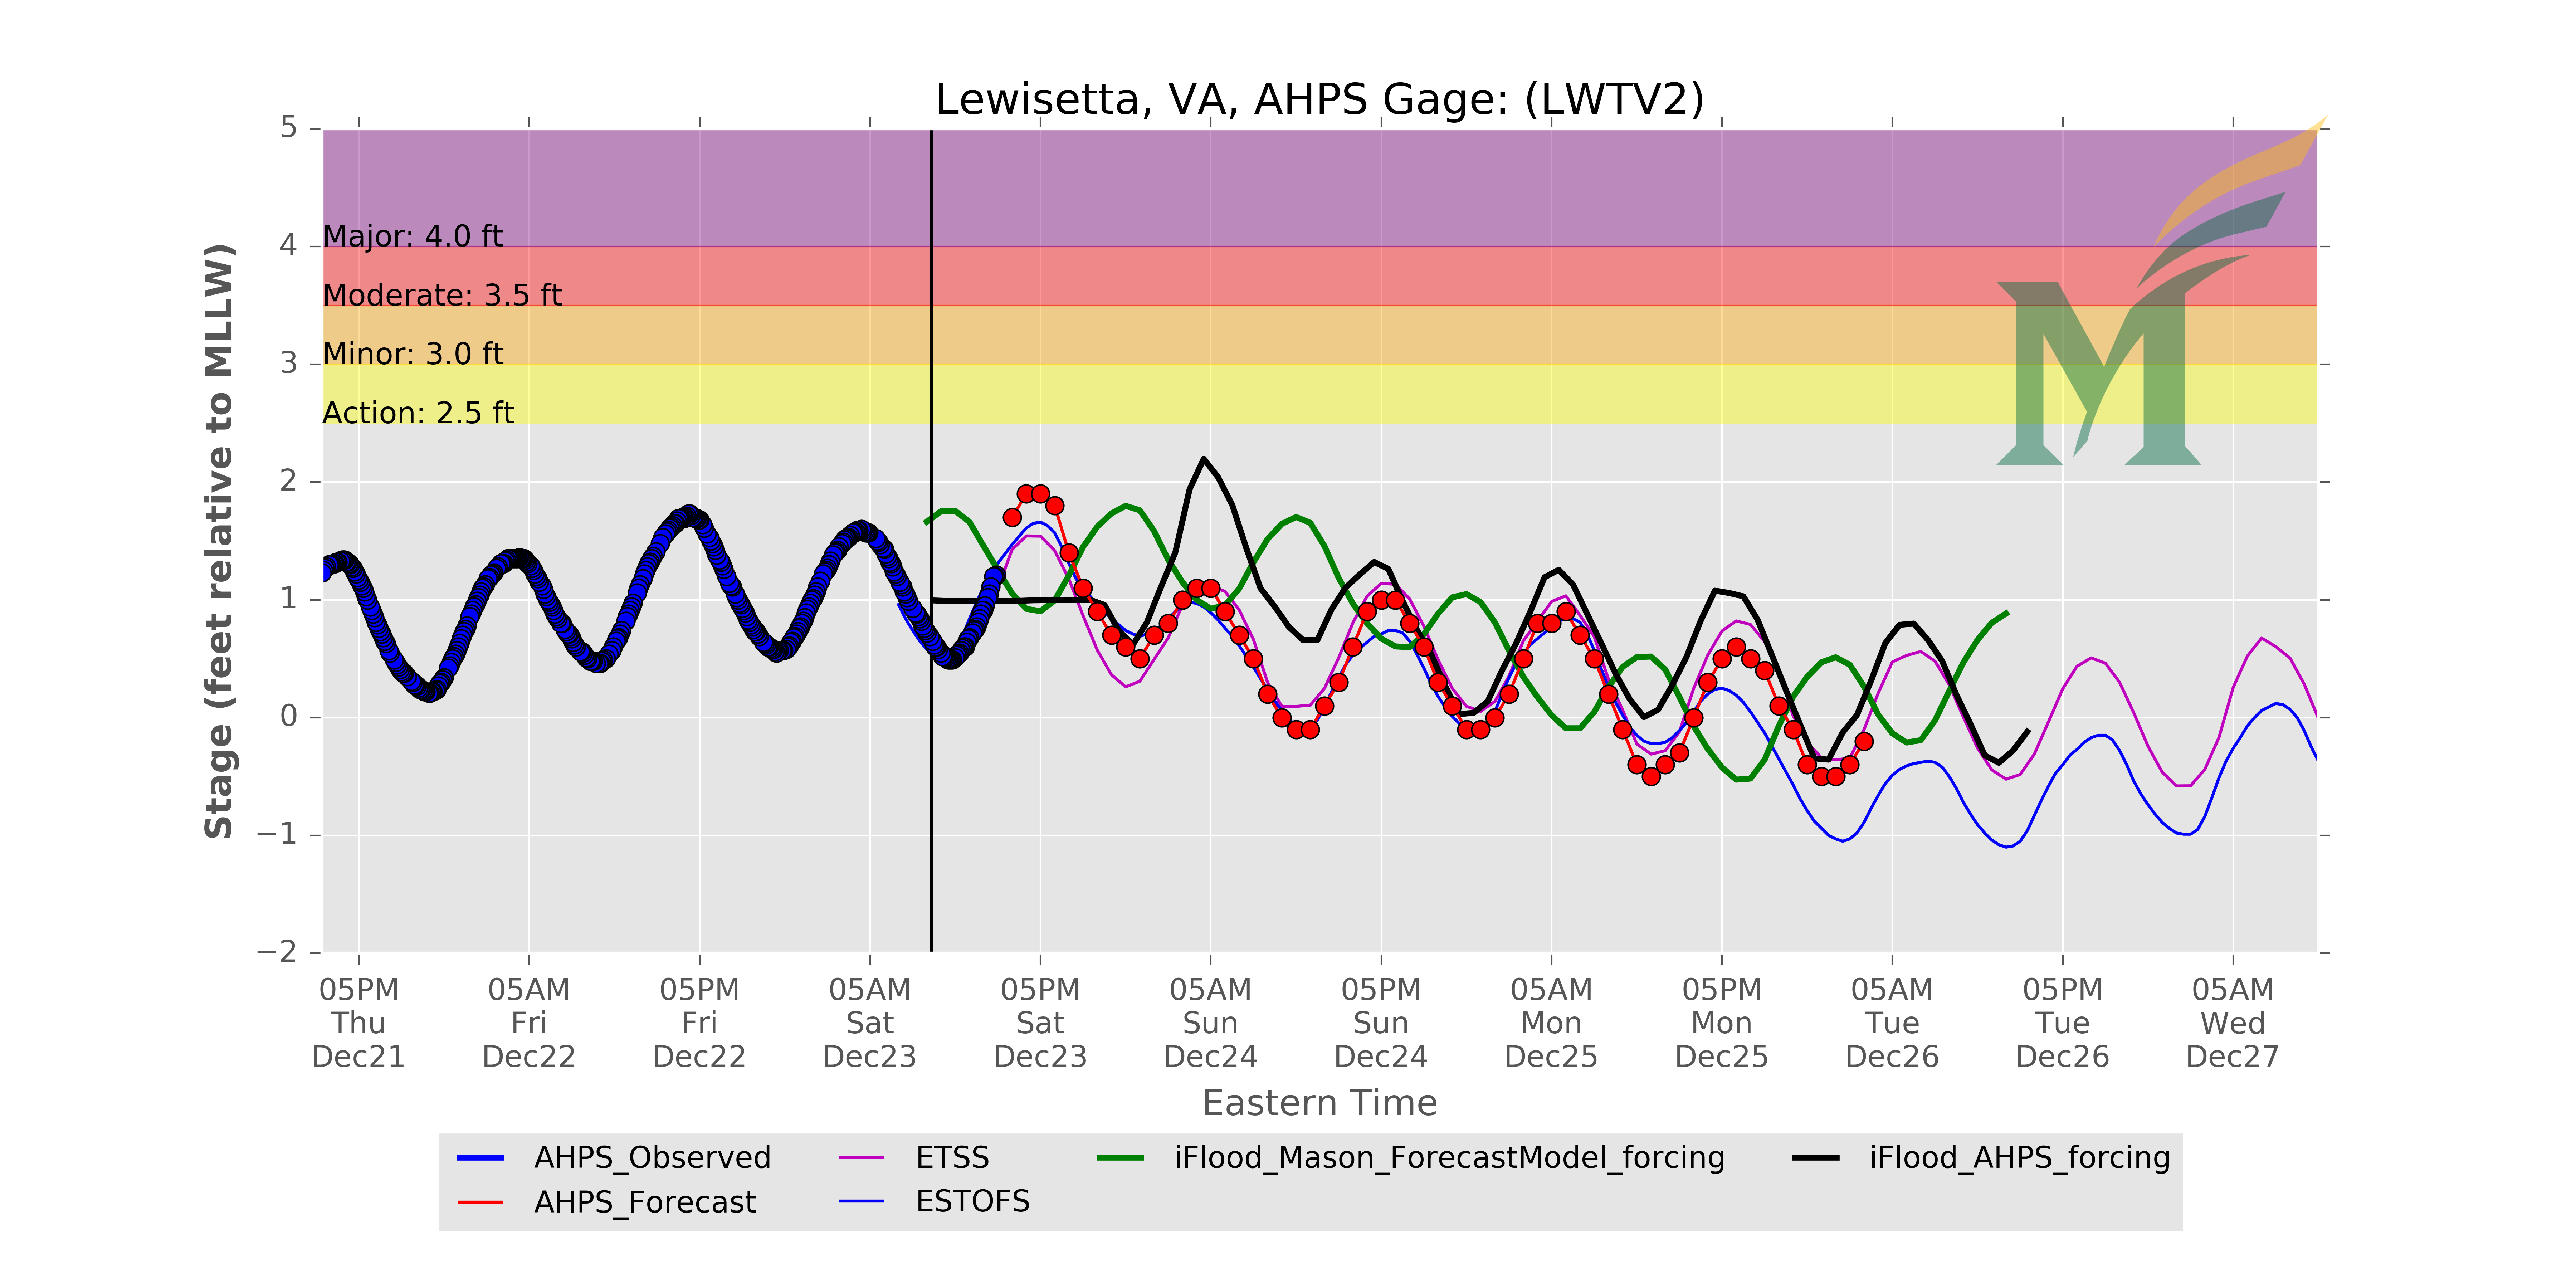 Lewisetta, VA, AHPS Gage: (LWTV2)
Stage (feet relative to MLLW)
5
4
3
2
1
0
−1
−2
Major: 4.0 ft
Moderate: 3.5 ft
Minor: 3.0 ft
Action: 2.5 ft
M
05PM 05AM 05PM 05AM 05PM 05AM 05PM 05AM 05PM 05AM 05PM 05AM
Thu Fri Fri Sat Sat Sun Sun Mon Mon Tue Tue Wed
Dec21 Dec22 Dec22 Dec23 Dec23 Dec24 Dec24 Dec25 Dec25 Dec26 Dec26 Dec27
Eastern Time
AHPS_Observed ETSS iFlood_Mason_ForecastModel_forcing iFlood_AHPS_forcing
AHPS_Forecast ESTOFS